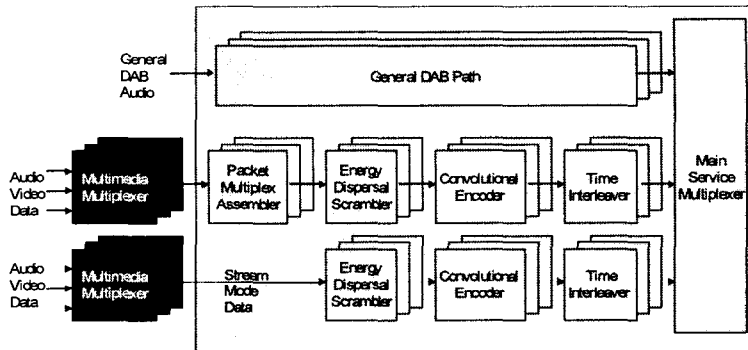 General
DAB
Audio
General DAB Path
Main
Service
Multiplexer
Audio
Video
Data
Multimedia
Multiplexer
Packet
Multiplex
Assembler
Energy
Dispersal
Scrambler
Convolutional
Encoder
Time
Interleaver
Audio
Video
Data
Multimedia
Multiplexer
Stream
Mode
Data
Energy
Dispersal
Scrambler
Convolutional
Encoder
Time
Interleaver